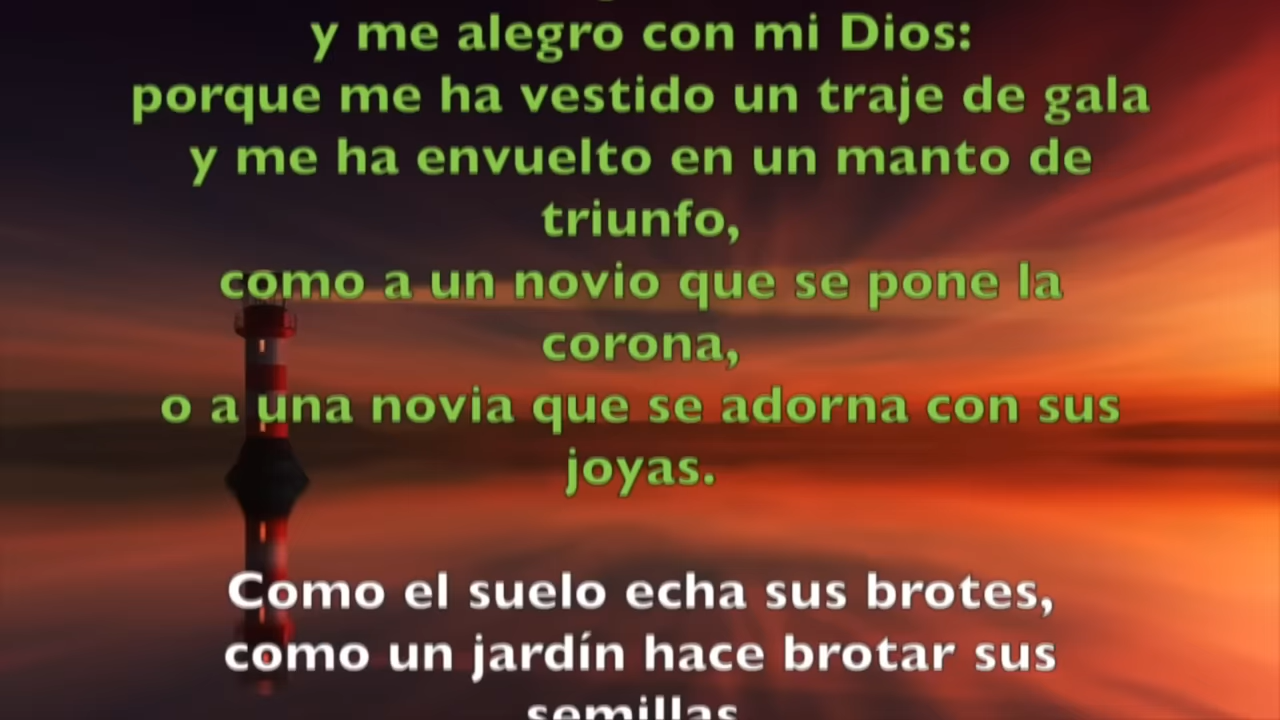 y me alegro con mi Dios:
porque me ha vestido un traje de gala
y me ha envuelto en un manto de
triunfo,
como a un novio que se pone la
corona,
o a una novia que se adorna con sus
joyas.
Como el suelo echa sus brotes,
como un jardín hace brotar sus
semillas